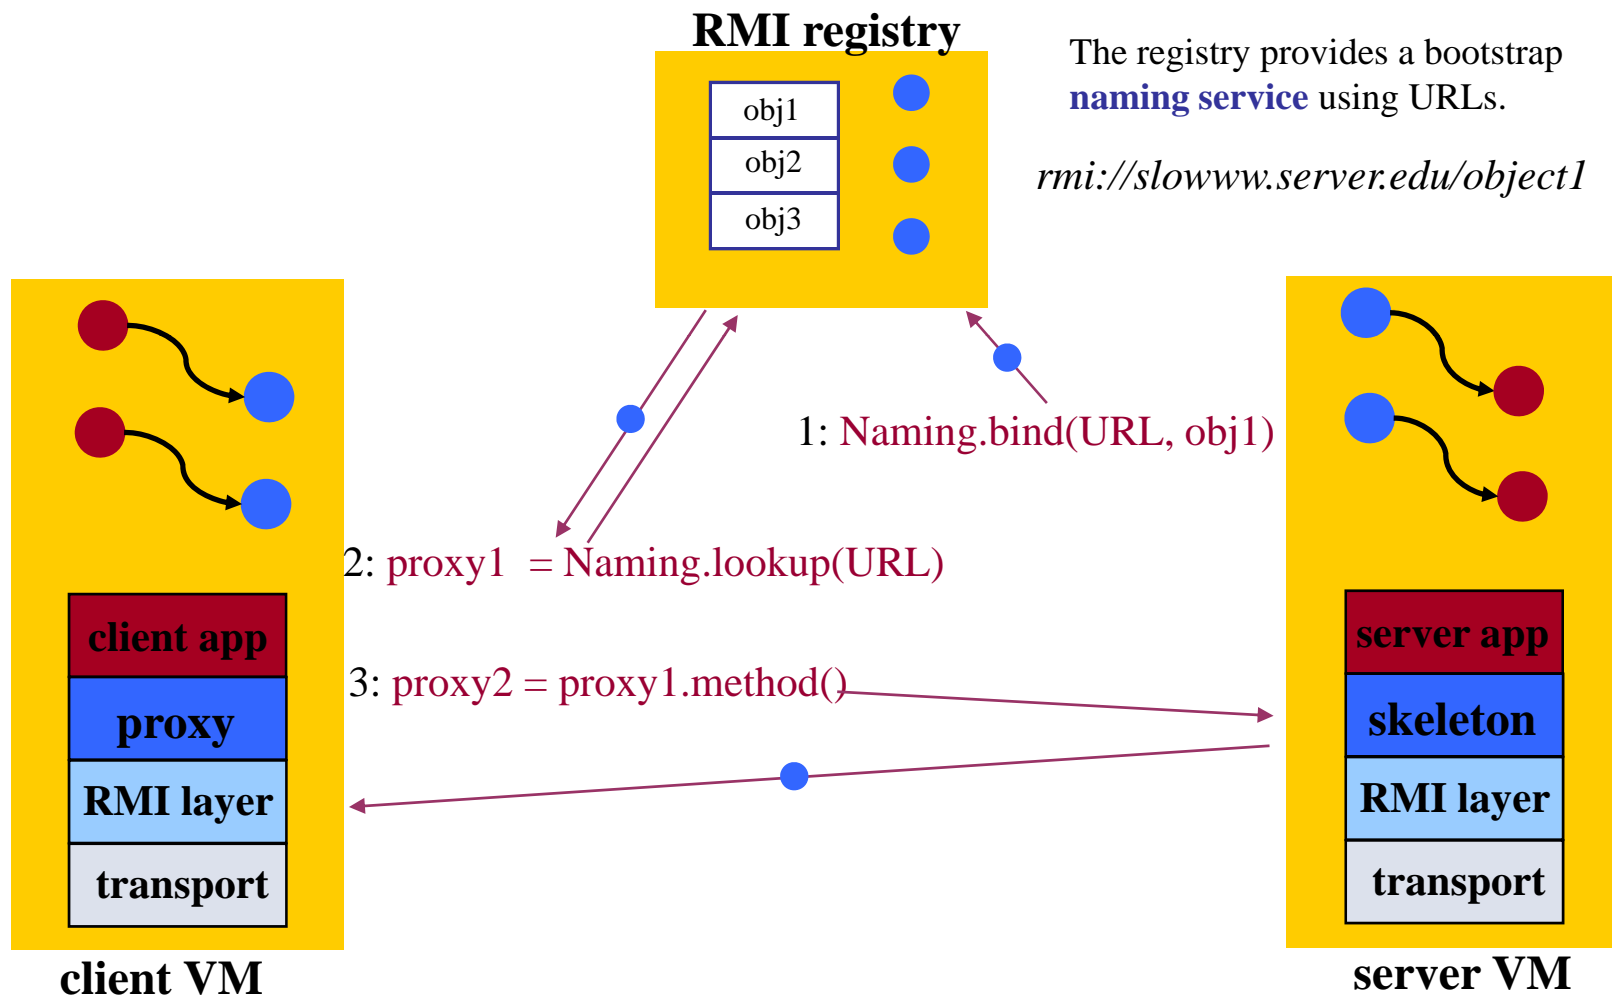 RMI registry
The registry provides a bootstrap
naming service using URLs.
rmi://slowww.server.edu/object1
obj1
obj2
obj3
1: Naming.bind(URL, obj1)
2: proxy1 = Naming.lookup(URL)
3: proxy2 = proxy1.method()
client app
proxy
RMI layer
transport
client VM
server app
skeleton
RMI layer
transport
server VM